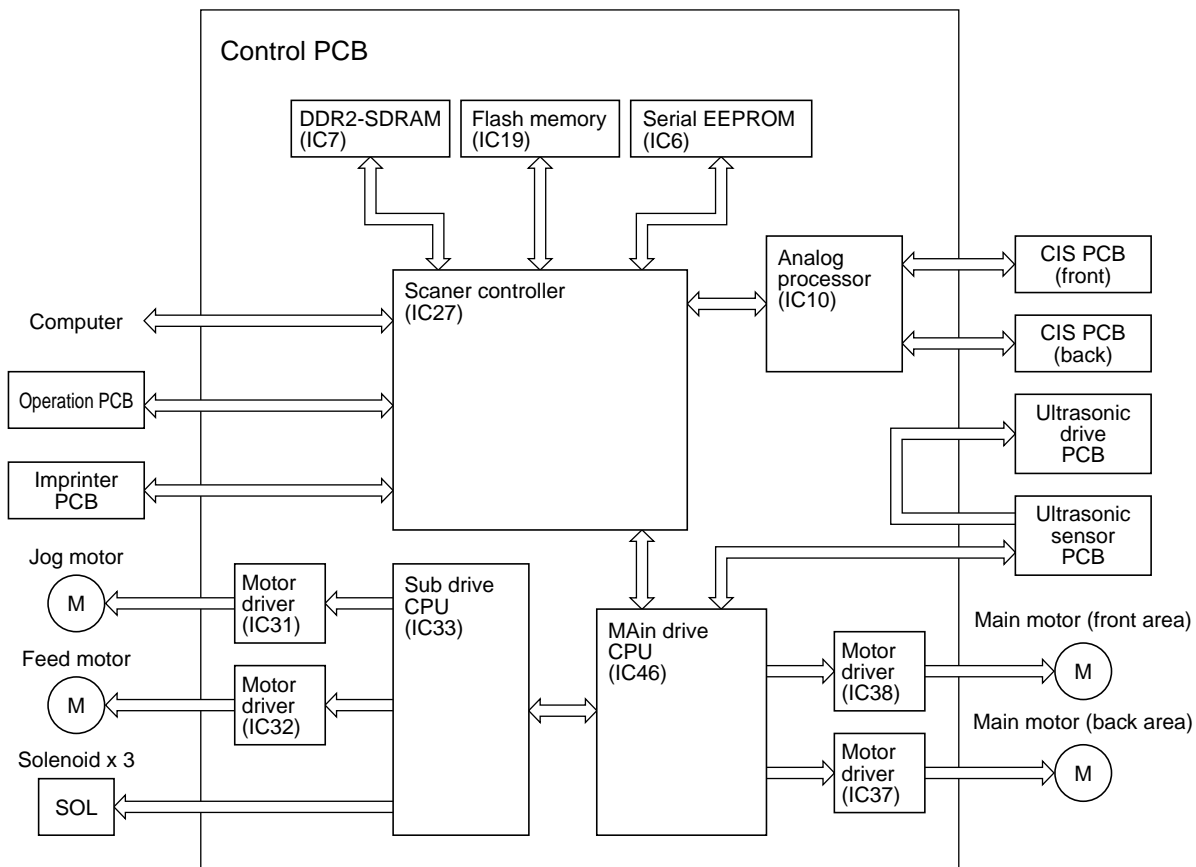 Control PCB
DDR2-SDRAM
(IC7)
Flash memory
(IC19)
Serial EEPROM
(IC6)
Scaner controller
(IC27)
Analog
processor
(IC10)
CIS PCB
(front)
CIS PCB
(back)
Computer
Operation PCB
Imprinter
PCB
Ultrasonic
drive
PCB
Ultrasonic
sensor
PCB
Jog motor
M
Motor
driver
(IC31)
Sub drive
CPU
(IC33)
Feed motor
M
Motor
driver
(IC32)
Solenoid x 3
SOL
MAin drive
CPU
(IC46)
Motor
driver
(IC38)
Main motor (front area)
M
Motor
driver
(IC37)
Main motor (back area)
M